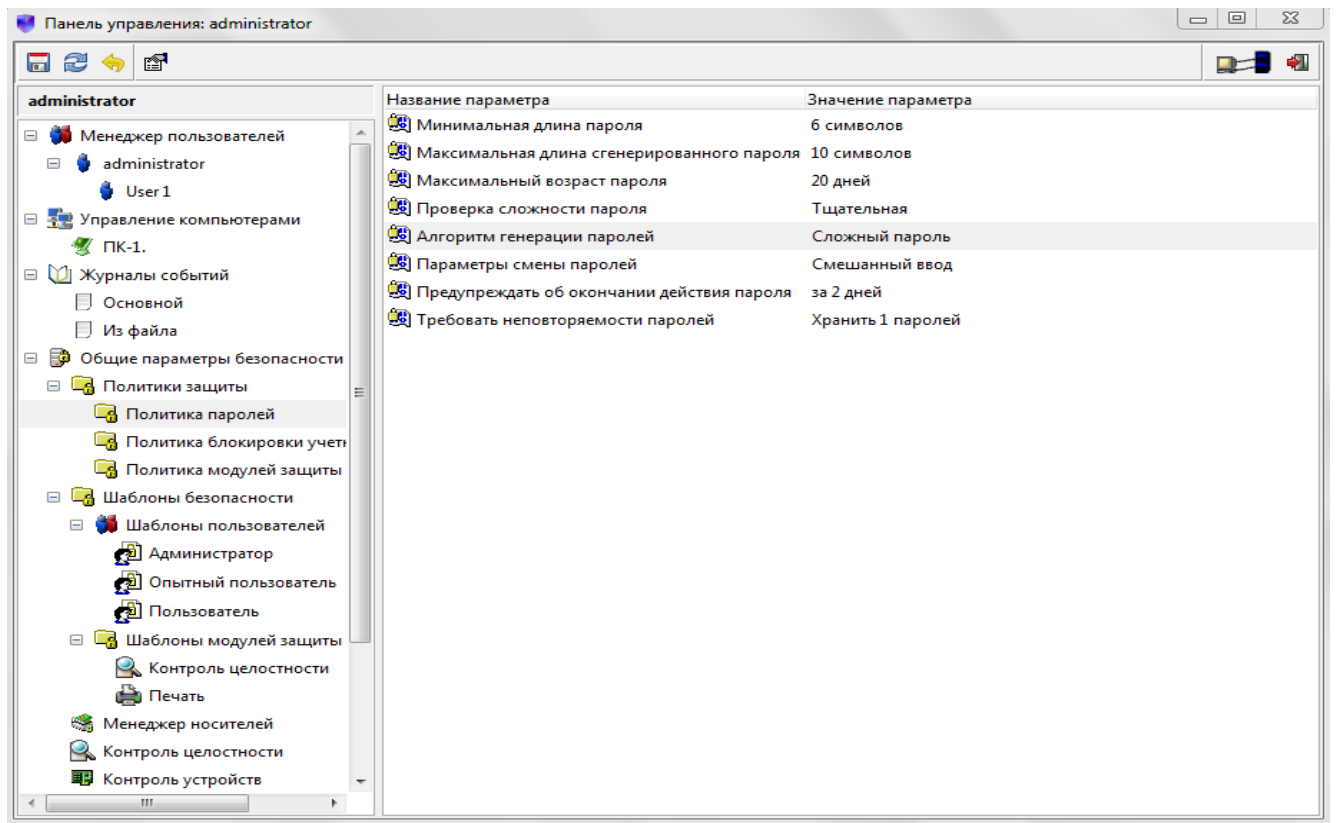 Панель управления: administrator
administrator
Менеджер пользователей
administrator
User 1
Управление компьютерами
ПК-1.
Журналы событий
Основной
Из файла
Общие параметры безопасности
Политики защиты
Политика паролей
Политика блокировки учетн
Политика модулей защиты
Шаблоны безопасности
Шаблоны пользователей
Администратор
Опытный пользователь
Пользователь
Шаблоны модулей защиты
Контроль целостности
Печать
Менеджер носителей
Контроль целостности
Контроль устройств
Название параметра Значение параметра
Минимальная длина пароля 6 символов
Максимальная длина сгенерированного пароля 10 символов
Максимальный возраст пароля 20 дней
Проверка сложности пароля Тщательная
Алгоритм генерации паролей Сложный пароль
Параметры смены паролей Смешанный ввод
Предупреждать об окончании действия пароля за 2 дней
Требовать неповторяемости паролей Хранить 1 паролей